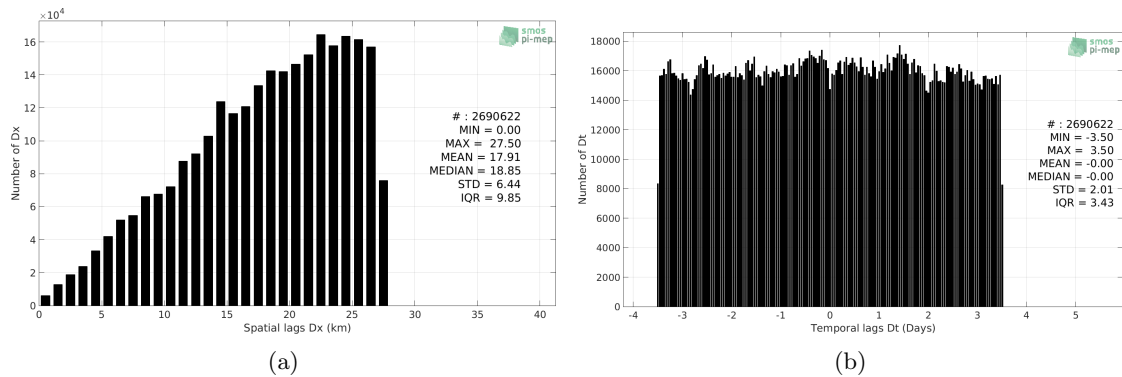 ×10⁴
16
14
12
10
8
6
4
2
0
Number of Dx
smos
pi-mep
# : 2690622
MIN = 0.00
MAX = 27.50
MEAN = 17.91
MEDIAN = 18.85
STD = 6.44
IQR = 9.85
0 5 10 15 20 25 30 35 40
Spatial lags Dx (km)
(a)
18000
16000
14000
12000
10000
8000
6000
4000
2000
0
Number of Dt
smos
pi-mep
# : 2690622
MIN = -3.50
MAX = 3.50
MEAN = -0.00
MEDIAN = -0.00
STD = 2.01
IQR = 3.43
-4 -3 -2 -1 0 1 2 3 4 5
Temporal lags Dt (Days)
(b)